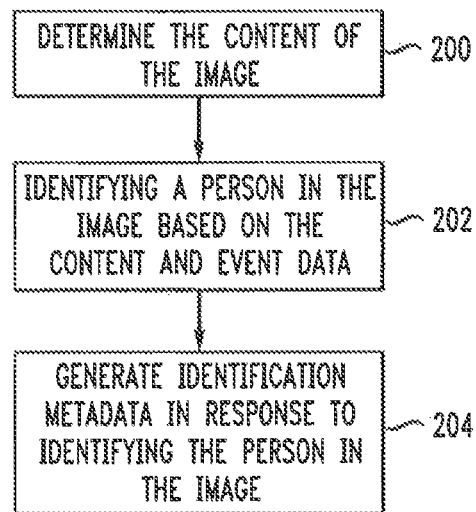 DETERMINE THE CONTENT OF
THE IMAGE
200
IDENTIFYING A PERSON IN THE
IMAGE BASED ON THE
CONTENT AND EVENT DATA
202
GENERATE IDENTIFICATION
METADATA IN RESPONSE TO
IDENTIFYING THE PERSON IN
THE IMAGE
204